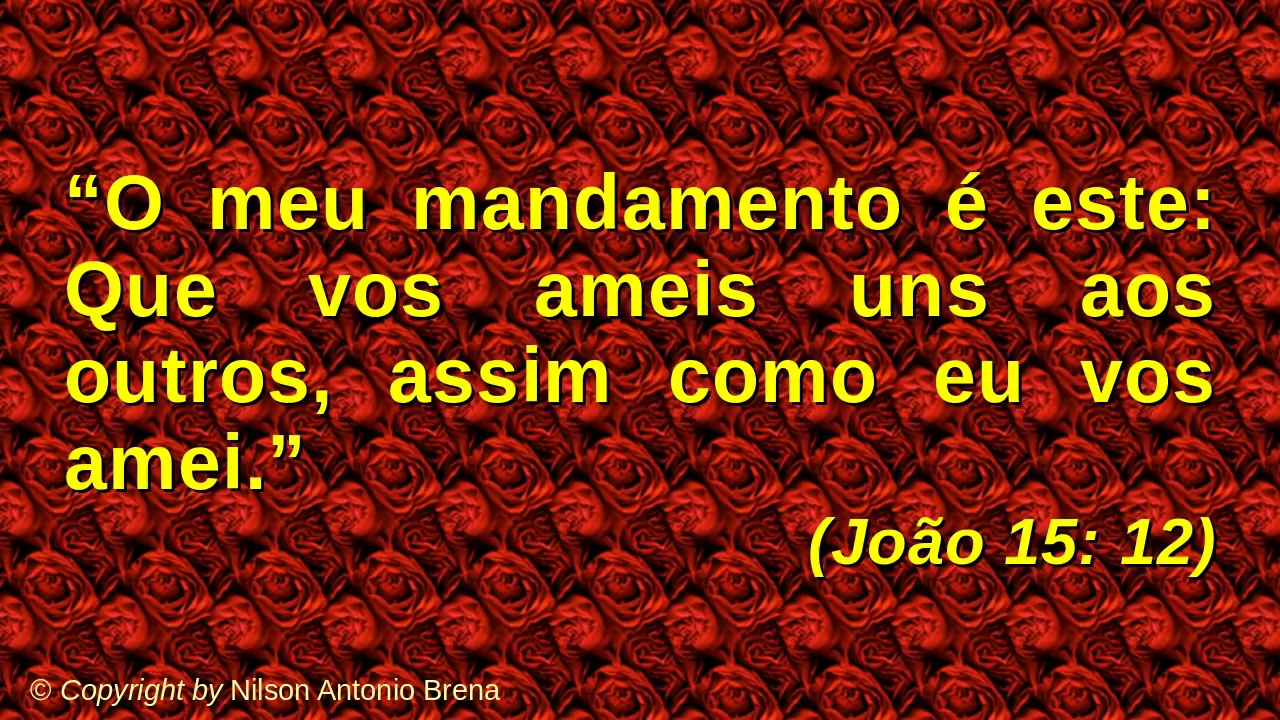 “O meu mandamento é este:
Que vos ameis uns aos
outros, assim como eu vos
amei.”
(João 15: 12)
© Copyright by Nilson Antonio Brena